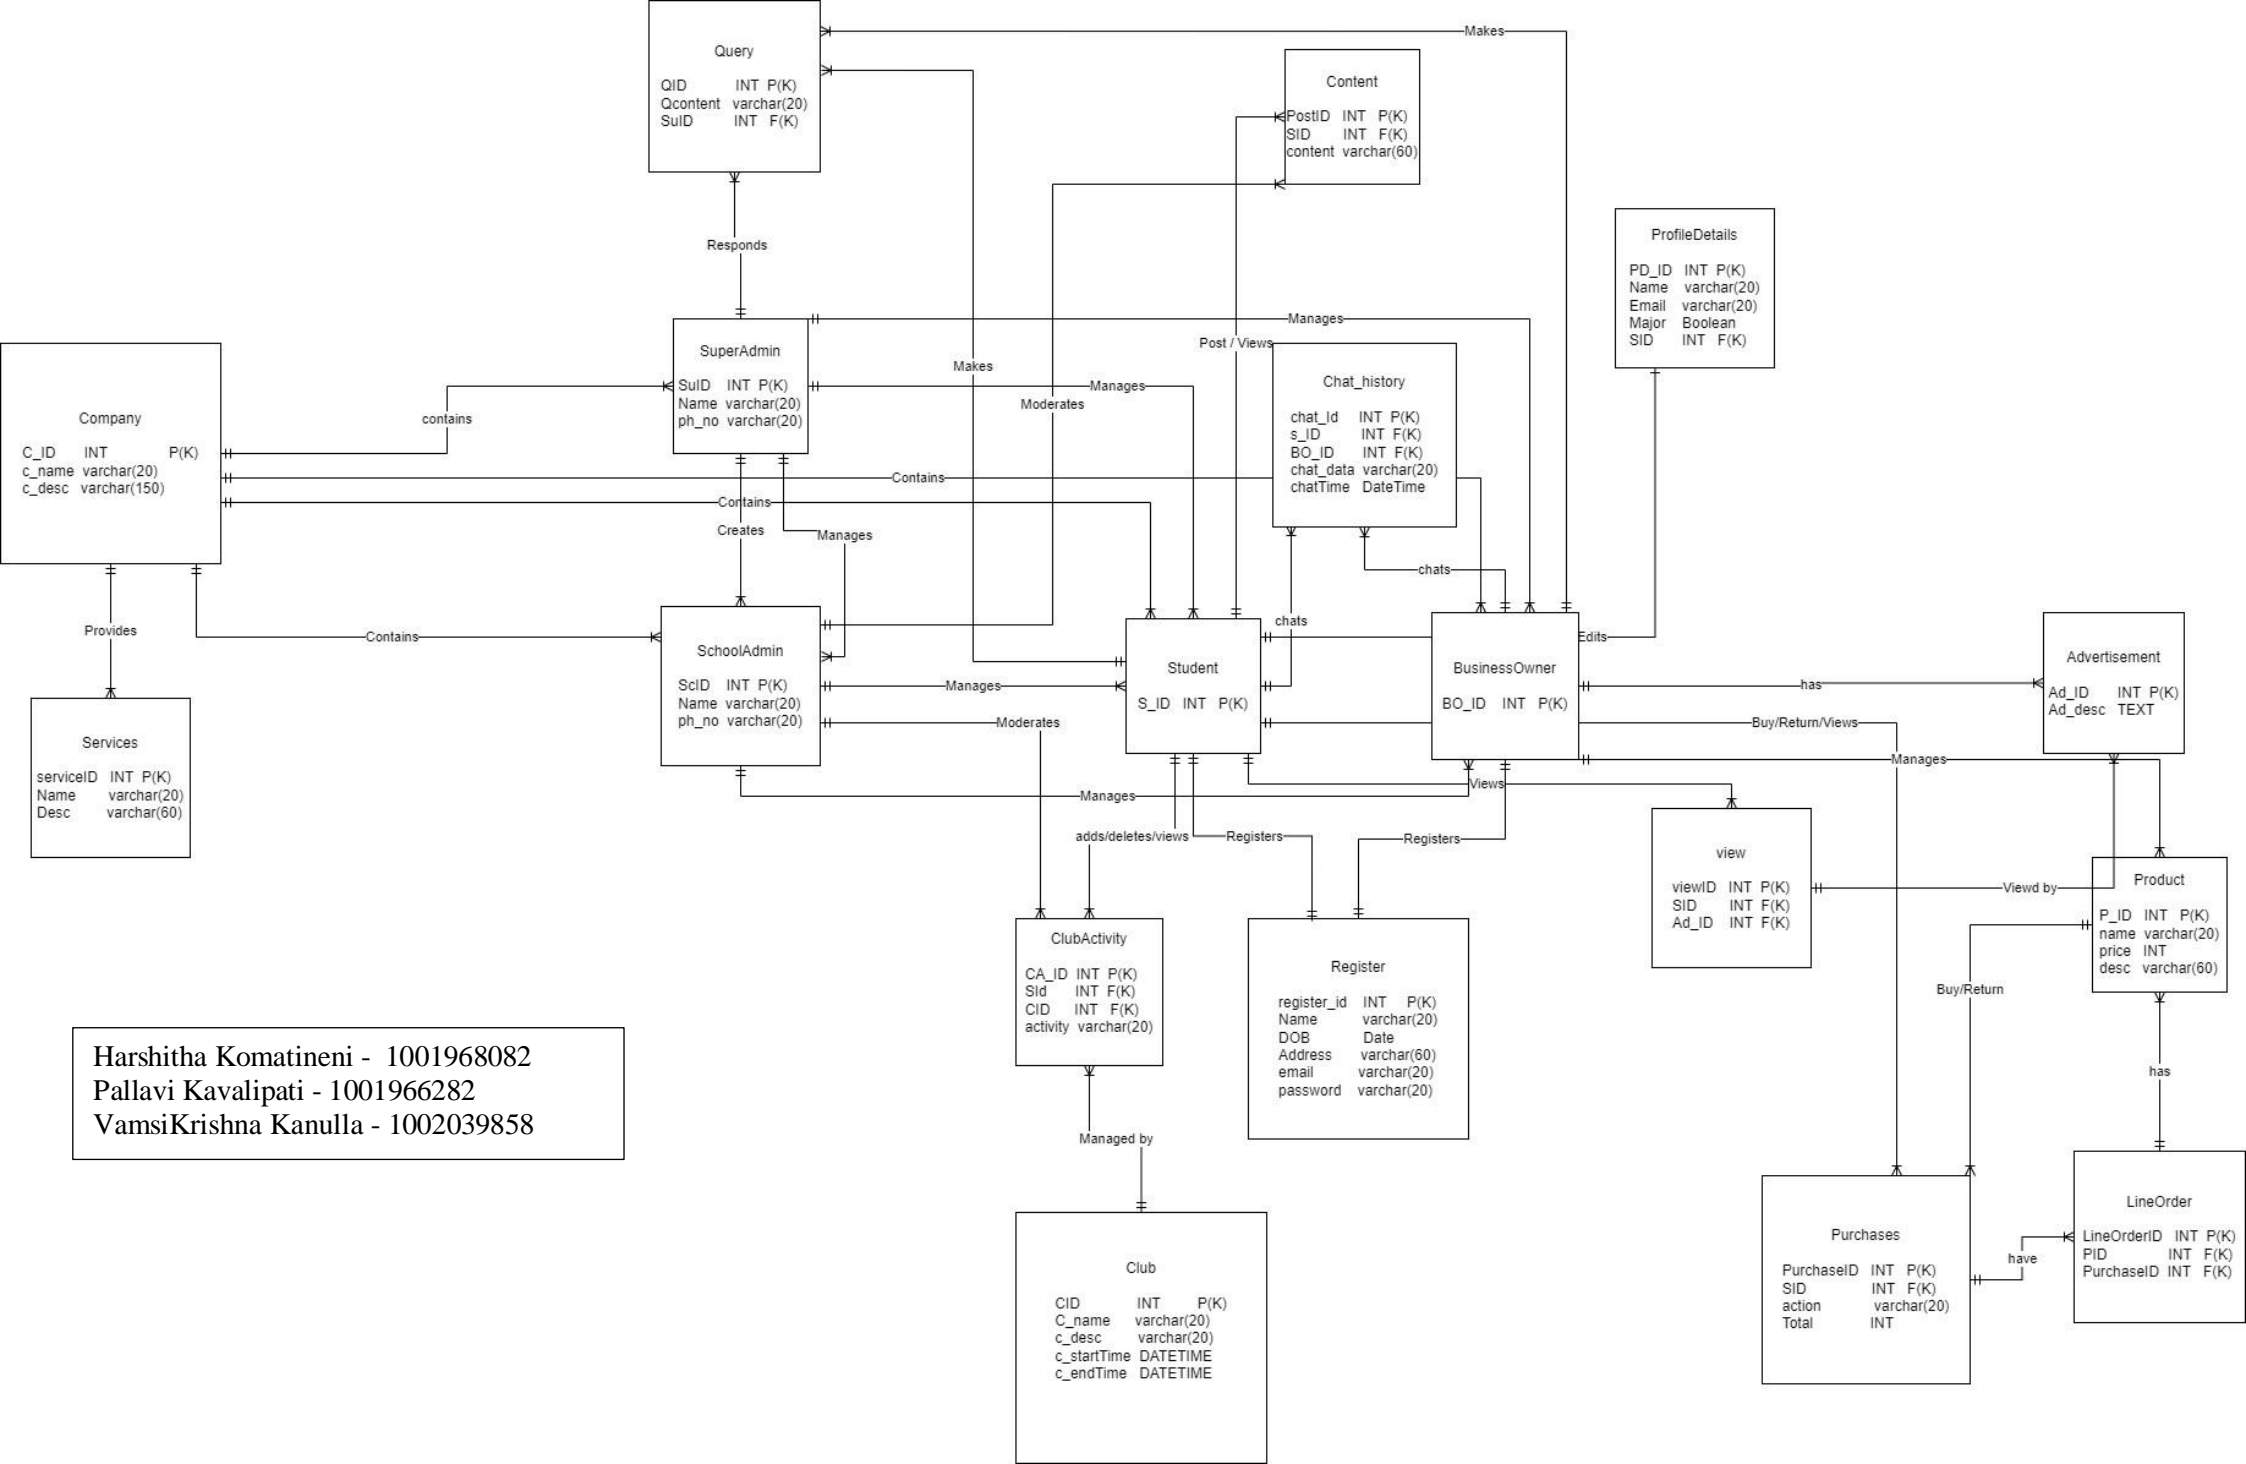 Query
QID INT P(K)
Qcontent varchar(20)
SuID INT F(K)
Makes
Content
PostID INT P(K)
SID INT F(K)
content varchar(60)
ProfileDetails
PD_ID INT P(K)
Name varchar(20)
Email varchar(20)
Major Boolean
SID INT F(K)
Responds
Manages
Post / Views
SuperAdmin
SuID INT P(K)
Name varchar(20)
ph_no varchar(20)
Makes
Manages
Moderates
Chat_history
chat_Id INT P(K)
s_ID INT F(K)
BO_ID INT F(K)
chat_data varchar(20)
chatTime DateTime
Company
C_ID INT P(K)
c_name varchar(20)
c_desc varchar(150)
contains
Contains
Contains
Creates
Manages
chats
chats
Edits
Provides
Contains
SchoolAdmin
ScID INT P(K)
Name varchar(20)
ph_no varchar(20)
Manages
Moderates
Student
S_ID INT P(K)
BusinessOwner
BO_ID INT P(K)
has
Advertisement
Ad_ID INT P(K)
Ad_desc TEXT
Buy/Return/Views
Manages
Services
serviceID INT P(K)
Name varchar(20)
Desc varchar(60)
Manages
Views
adds/deletes/views
Registers
Registers
view
viewID INT P(K)
SID INT F(K)
Ad_ID INT F(K)
Viewd by
Product
P_ID INT P(K)
name varchar(20)
price INT
desc varchar(60)
Buy/Return
ClubActivity
CA_ID INT P(K)
SId INT F(K)
CID INT F(K)
activity varchar(20)
Register
register_id INT P(K)
Name varchar(20)
DOB Date
Address varchar(60)
email varchar(20)
password varchar(20)
has
Harshitha Komatineni - 1001968082
Pallavi Kavalipati - 1001966282
VamsiKrishna Kanulla - 1002039858
Managed by
Club
CID INT P(K)
C_name varchar(20)
c_desc varchar(20)
c_startTime DATETIME
c_endTime DATETIME
Purchases
PurchaseID INT P(K)
SID INT F(K)
action varchar(20)
Total INT
have
LineOrder
LineOrderID INT P(K)
PID INT F(K)
PurchaseID INT F(K)